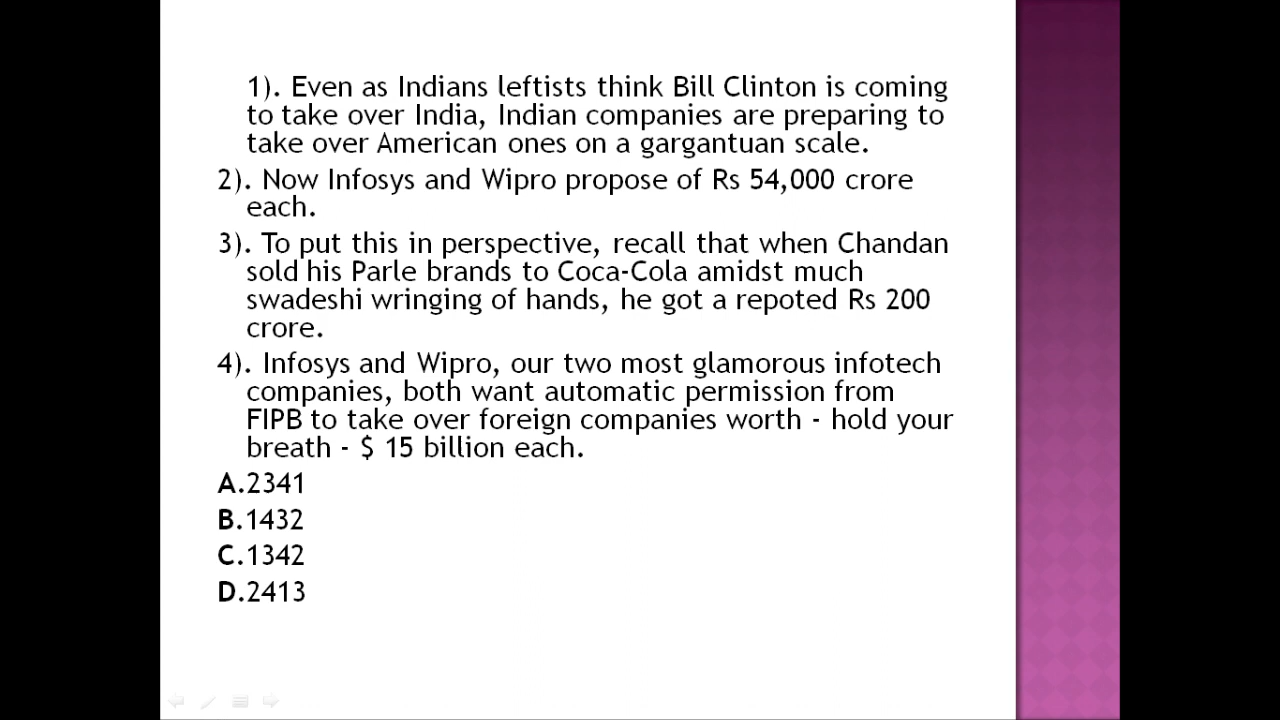 1). Even as Indians leftists think Bill Clinton is coming
to take over India, Indian companies are preparing to
take over American ones on a gargantuan scale.
2). Now Infosys and Wipro propose of Rs 54,000 crore
each.
3). To put this in perspective, recall that when Chandan
sold his Parle brands to Coca-Cola amidst much
swadeshi wringing of hands, he got a repoted Rs 200
crore.
4). Infosys and Wipro, our two most glamorous infotech
companies, both want automatic permission from
FIPB to take over foreign companies worth - hold your
breath - $ 15 billion each.
A.2341
B.1432
C.1342
D.2413